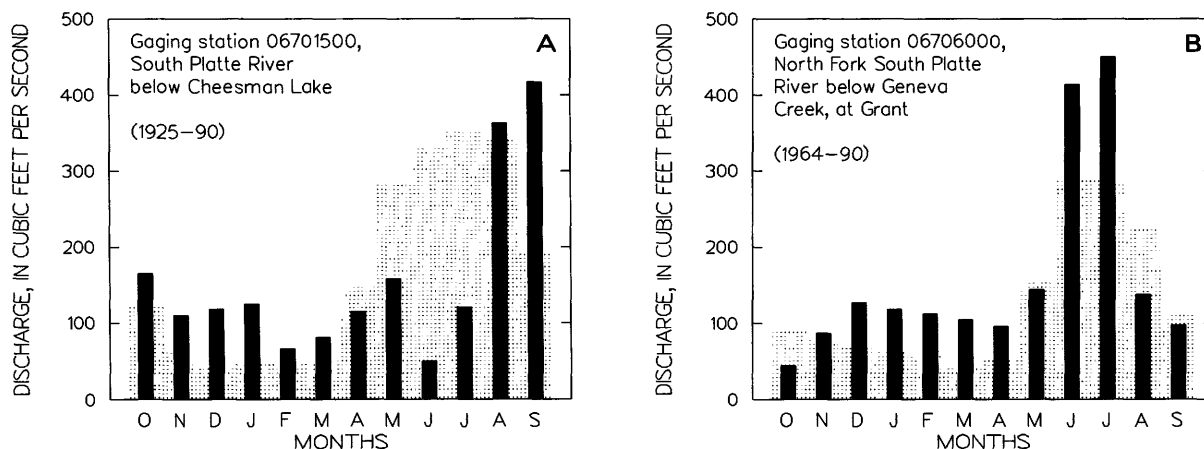 DISCHARGE, IN CUBIC FEET PER SECOND
500
400
300
200
100
0
Gaging station 06701500,
South Platte River
below Cheesman Lake
(1925–90)
A
O N D J F M A M J J A S
MONTHS
DISCHARGE, IN CUBIC FEET PER SECOND
500
400
300
200
100
0
Gaging station 06706000,
North Fork South Platte
River below Geneva
Creek, at Grant
(1964–90)
B
O N D J F M A M J J A S
MONTHS